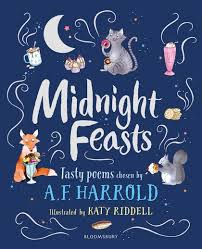 Midnight
Feasts
Tasty poems chosen by
A.F. HARROLD
Illustrated by KATY RIDDELL
BLOOMSBURY